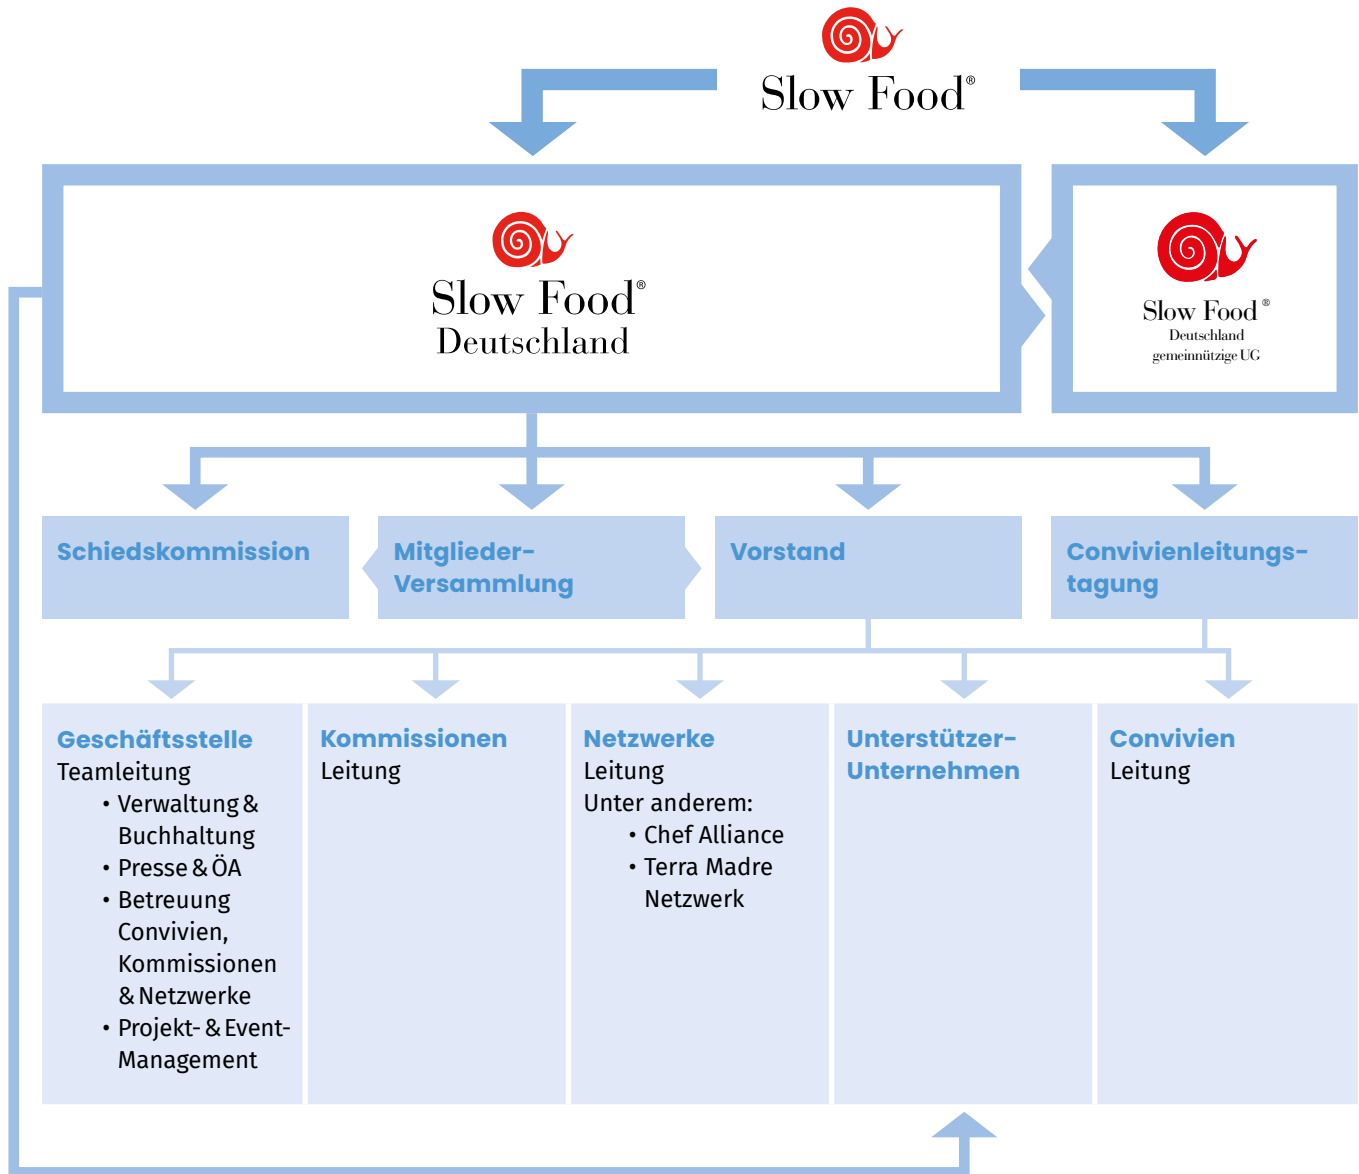 Slow Food®
Slow Food®
Deutschland
Slow Food®
Deutschland
gemeinnützige UG
Schiedskommission
Mitglieder-
Versammlung
Vorstand
Convivienleitungs-
tagung
Geschäftsstelle
Teamleitung
• Verwaltung &
Buchhaltung
• Presse & ÖA
• Betreuung
Convivien,
Kommissionen
& Netzwerke
• Projekt- & Event-
Management
Kommissionen
Leitung
Netzwerke
Leitung
Unter anderem:
• Chef Alliance
• Terra Madre
Netzwerk
Unterstützer-
Unternehmen
Convivien
Leitung